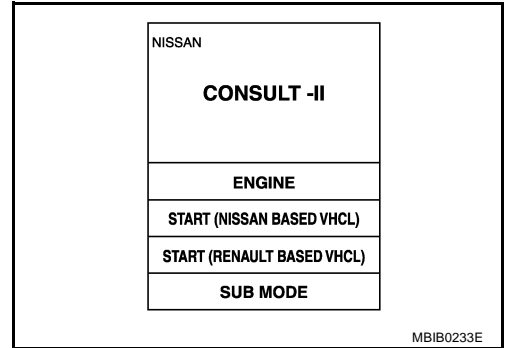 NISSAN
CONSULT -II
ENGINE
START (NISSAN BASED VHCL)
START (RENAULT BASED VHCL)
SUB MODE
MBIB0233E